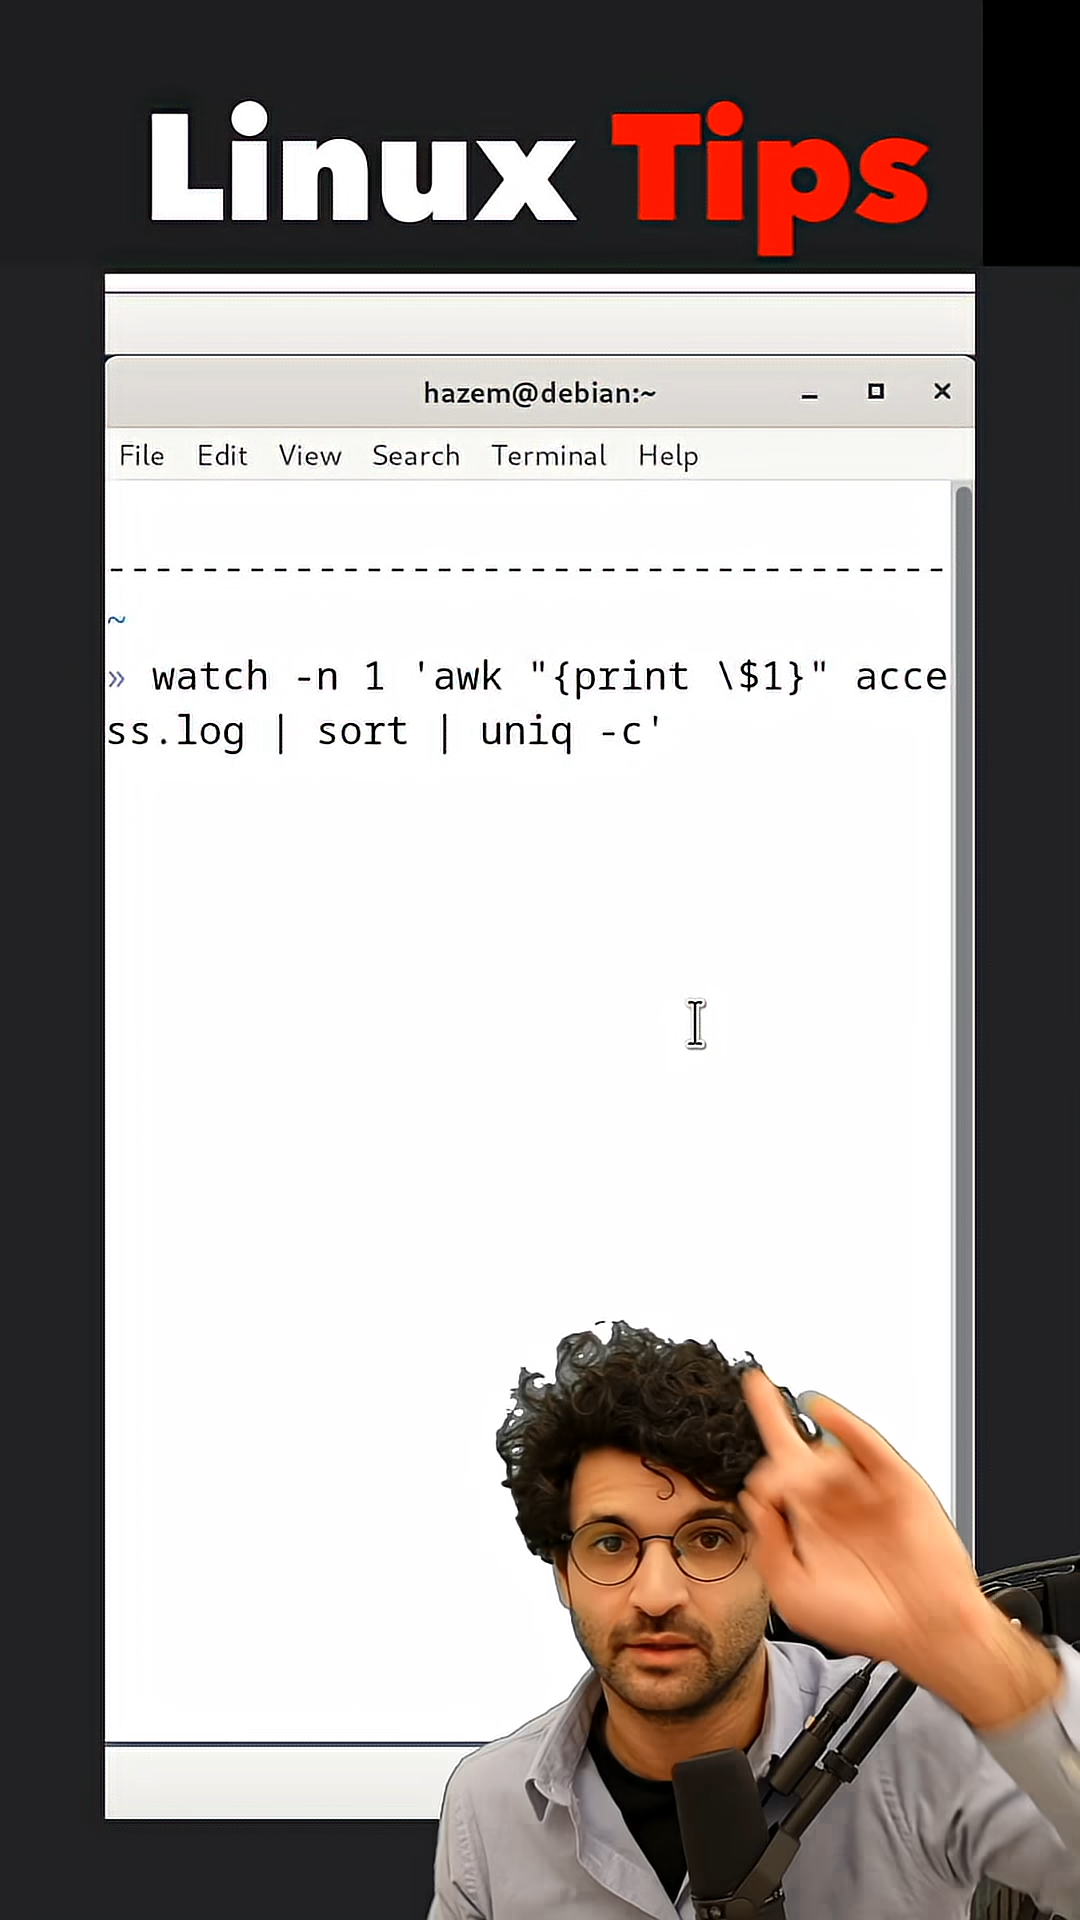 Linux Tips
hazem@debian:~
File Edit View Search Terminal Help
-------------------------------------
~
» watch -n 1 'awk "{print \$1}" acce
ss.log | sort | uniq -c'